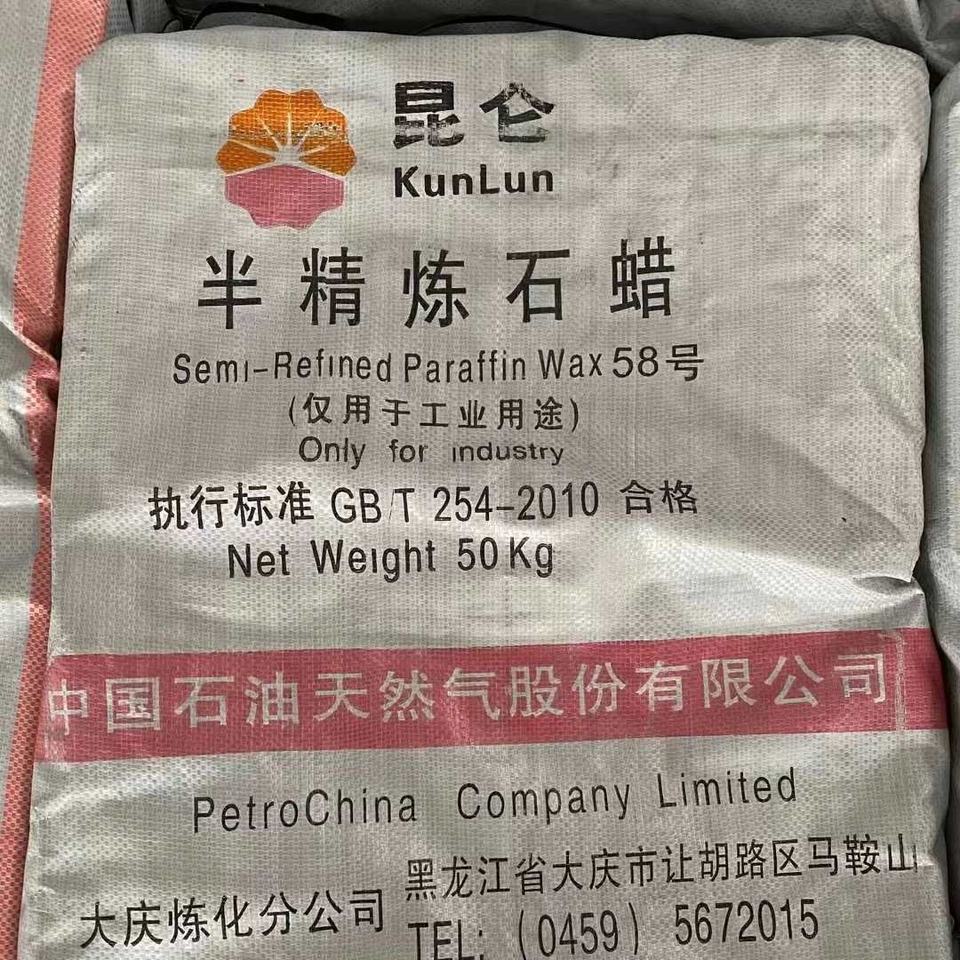 昆仑
KunLun
半精炼石蜡
Semi-Refined Paraffin Wax 58号
(仅用于工业用途)
Only for industry
执行标准 GB/T 254-2010 合格
Net Weight 50Kg
中国石油天然气股份有限公司
PetroChina Company Limited
大庆炼化分公司
黑龙江省大庆市让胡路区马鞍山
TEL: (0459) 5672015